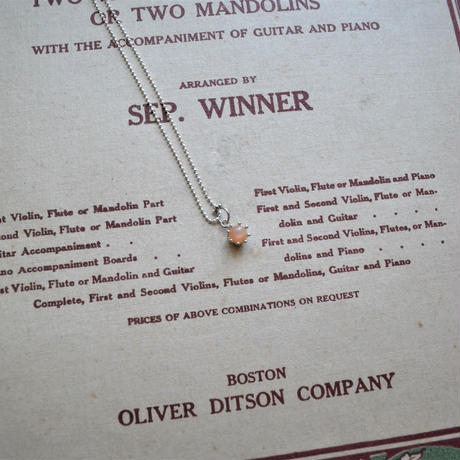 OR TWO MANDOLINS
WITH THE ACCOMPANIMENT OF GUITAR AND PIANO
ARRANGED BY
SEP. WINNER
Violin, Flute or Mandolin Part
Violin, Flute or Mandolin Part
Accompaniment . .
Accompaniment Boards . .
Violin, Flute or Mandolin and Guitar
First Violin, Flute or Mandolin and Piano
First and Second Violin, Flute or Man-
dolin and Guitar . . . .
First and Second Violins, Flutes, or Man-
dolins and Piano . . . .
Complete, First and Second Violins, Flutes or Mandolins, Guitar and Piano
PRICES OF ABOVE COMBINATIONS ON REQUEST
BOSTON
OLIVER DITSON COMPANY